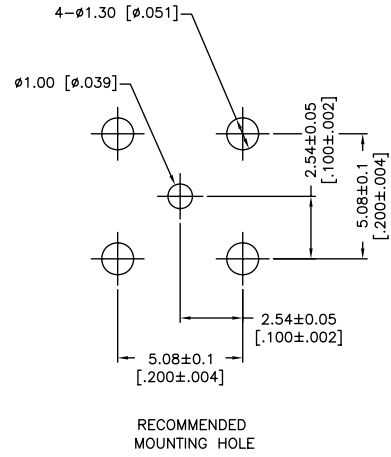 4-ø1.30 [ø.051]
ø1.00 [ø.039]
2.54±0.05
[.100±.002]
5.08±0.1
[.200±.004]
2.54±0.05
[.100±.002]
5.08±0.1
[.200±.004]
RECOMMENDED
MOUNTING HOLE